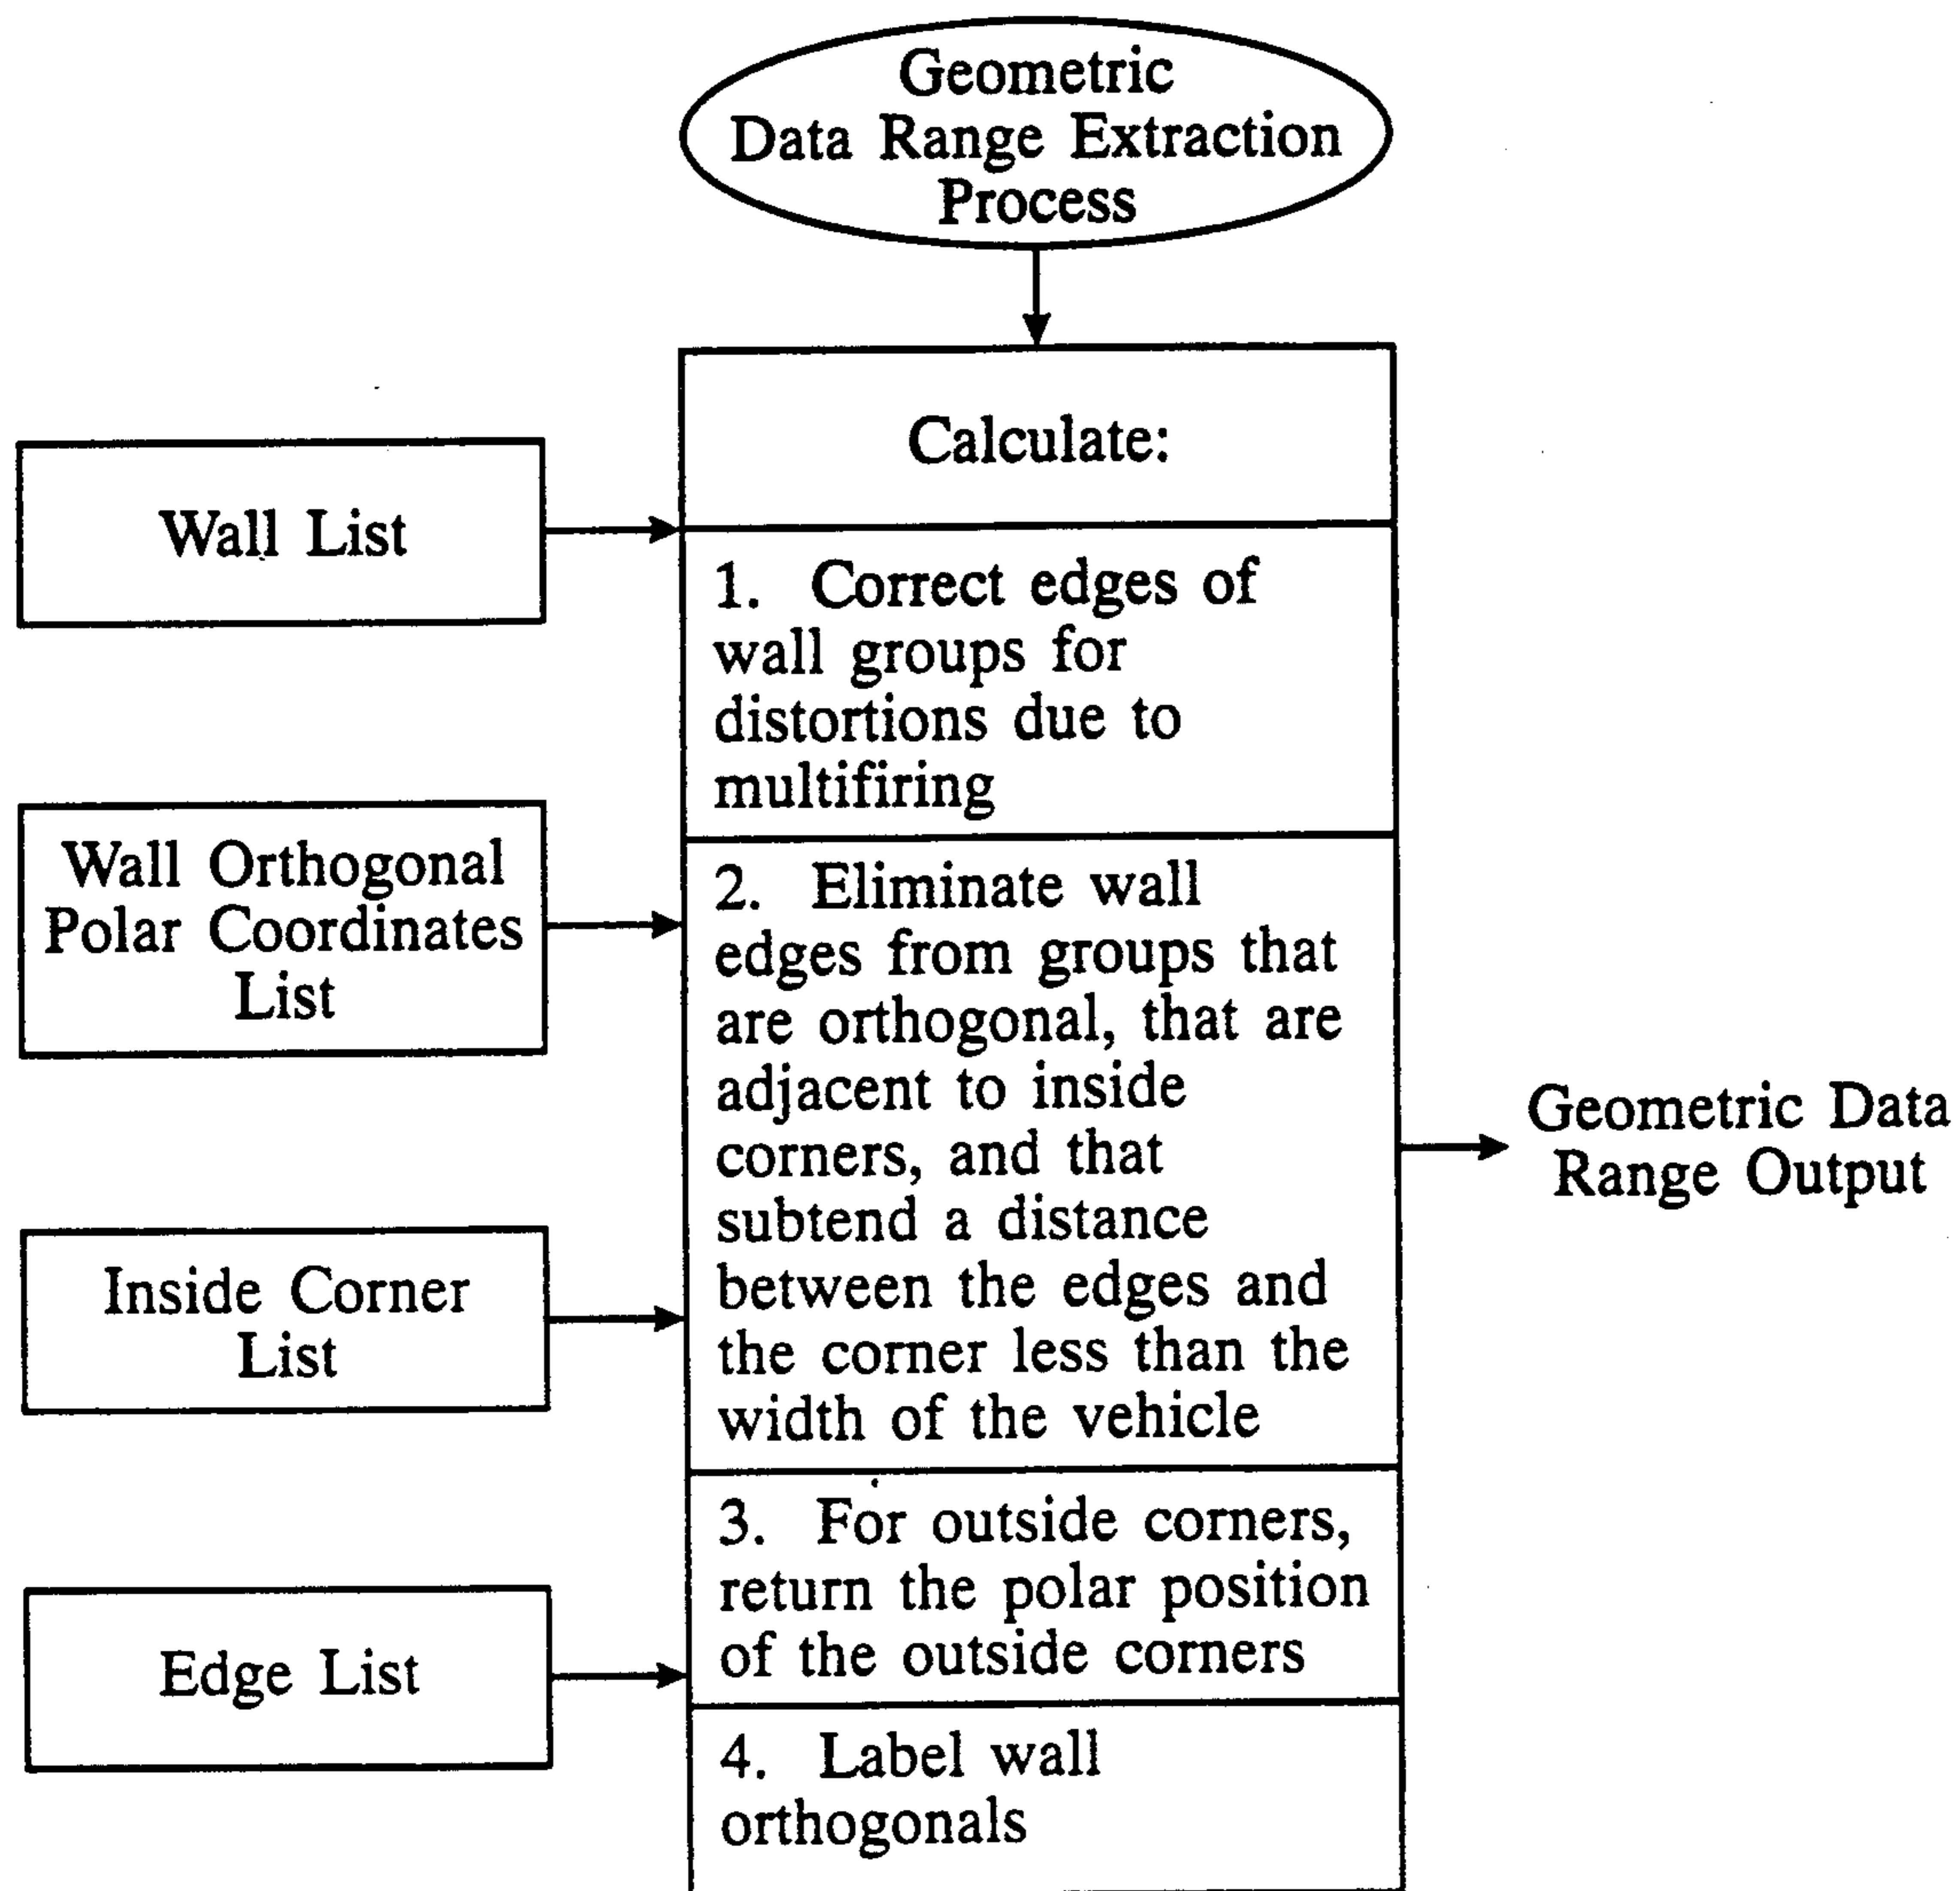 Geometric
Data Range Extraction
Process
Calculate:
Wall List
1. Correct edges of
wall groups for
distortions due to
multifiring
Wall Orthogonal
Polar Coordinates
List
2. Eliminate wall
edges from groups that
are orthogonal, that are
adjacent to inside
corners, and that
subtend a distance
between the edges and
the corner less than the
width of the vehicle
Geometric Data
Range Output
Inside Corner
List
3. For outside corners,
return the polar position
of the outside corners
Edge List
4. Label wall
orthogonals